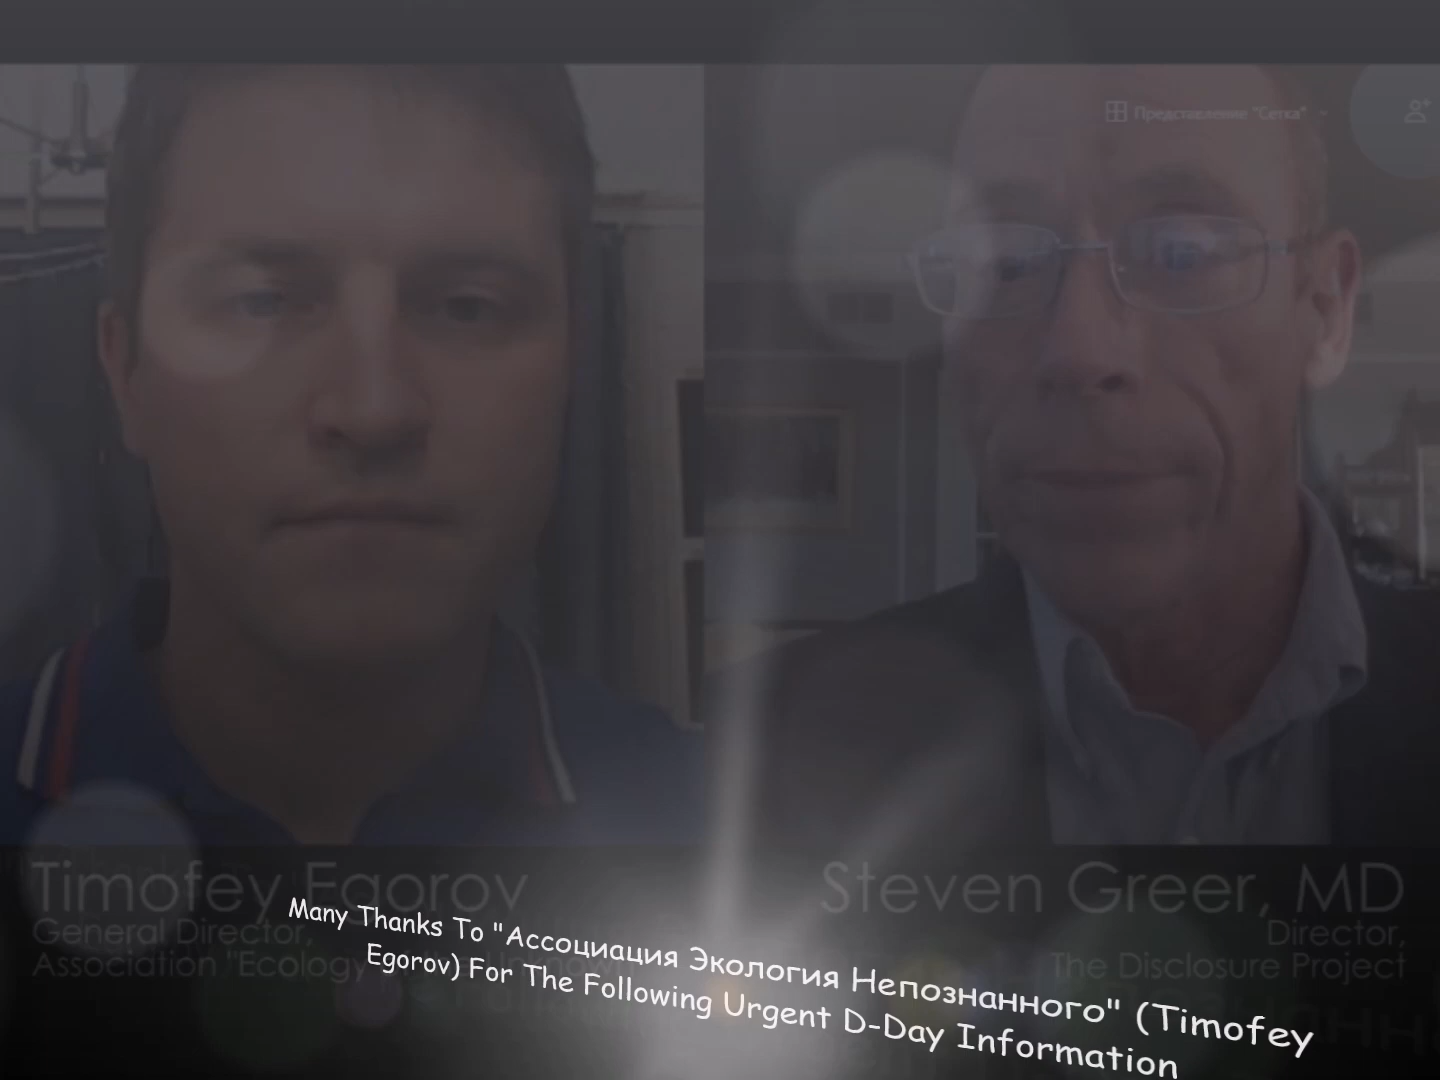 Представление "Сетка"
Timofey Egorov
General Director,
Association "Ecology
Steven Greer, MD
Director,
The Disclosure Project
Many Thanks To "Ассоциация Экология Непознанного" (Timofey
Egorov) For The Following Urgent D-Day Information